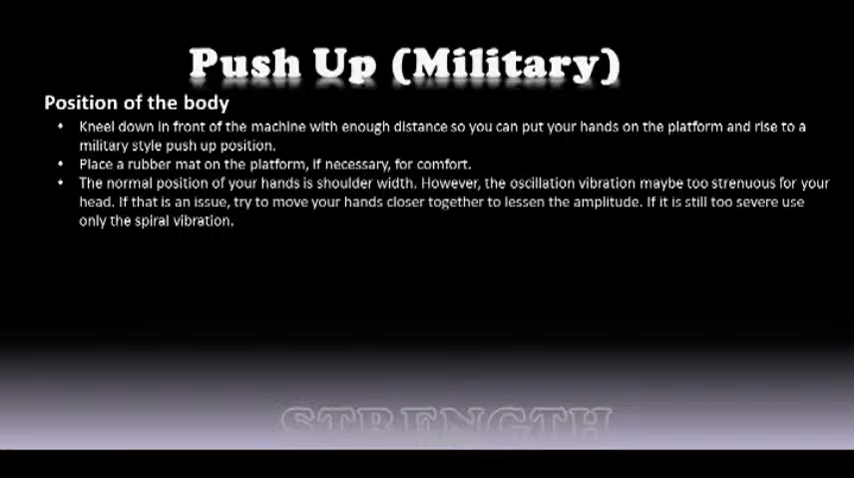 Push Up (Military)
Position of the body
• Kneel down in front of the machine with enough distance so you can put your hands on the platform and rise to a
military style push up position.
• Place a rubber mat on the platform, if necessary, for comfort.
• The normal position of your hands is shoulder width. However, the oscillation vibration maybe too strenuous for your
head. If that is an issue, try to move your hands closer together to lessen the amplitude. If it is still too severe use
only the spiral vibration.
STRENGTH